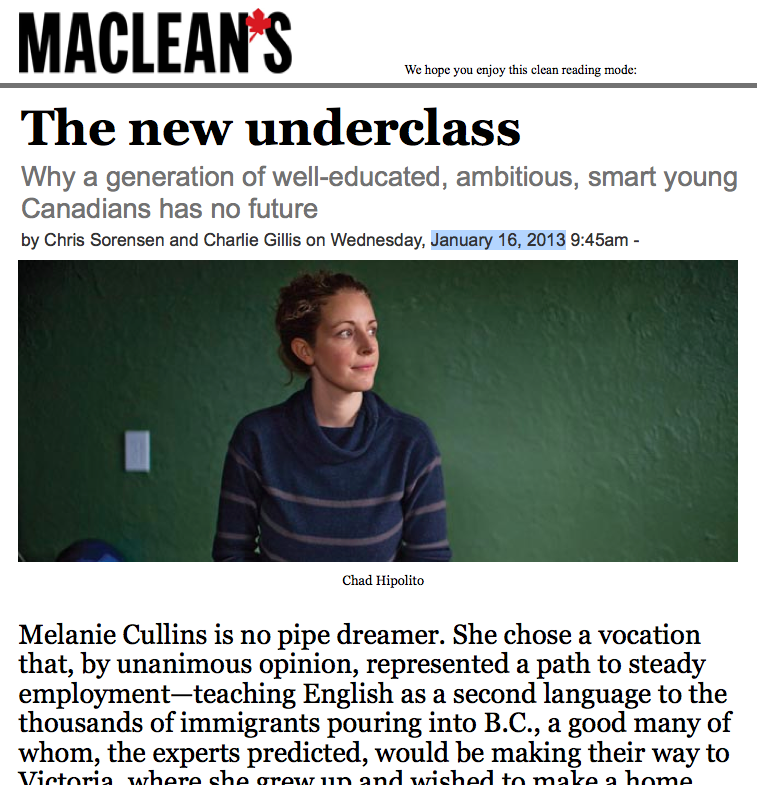 MACLEAN'S
We hope you enjoy this clean reading mode:
The new underclass
Why a generation of well-educated, ambitious, smart young
Canadians has no future
by Chris Sorensen and Charlie Gillis on Wednesday, January 16, 2013 9:45am -
Chad Hipolito
Melanie Cullins is no pipe dreamer. She chose a vocation
that, by unanimous opinion, represented a path to steady
employment—teaching English as a second language to the
thousands of immigrants pouring into B.C., a good many of
whom, the experts predicted, would be making their way to
Victoria, where she grew up and wished to make a home.